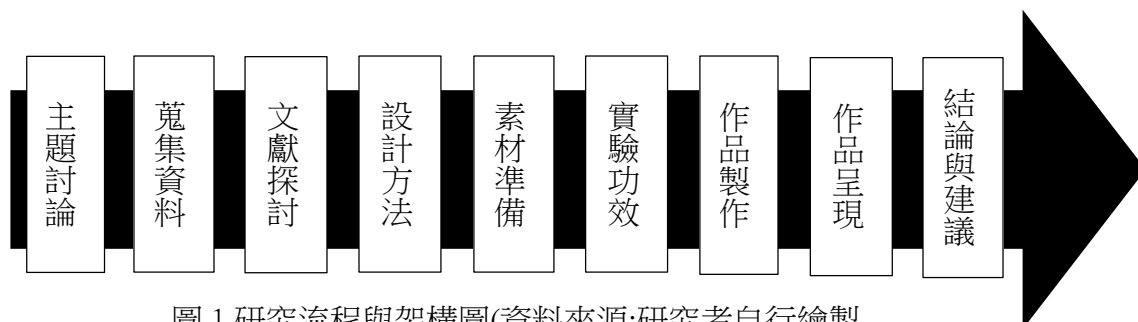 主題討論
蒐集資料
文獻探討
設計方法
素材準備
實驗功效
作品製作
作品呈現
結論與建議
圖 1 研究流程與架構圖(資料來源:研究者自行繪製